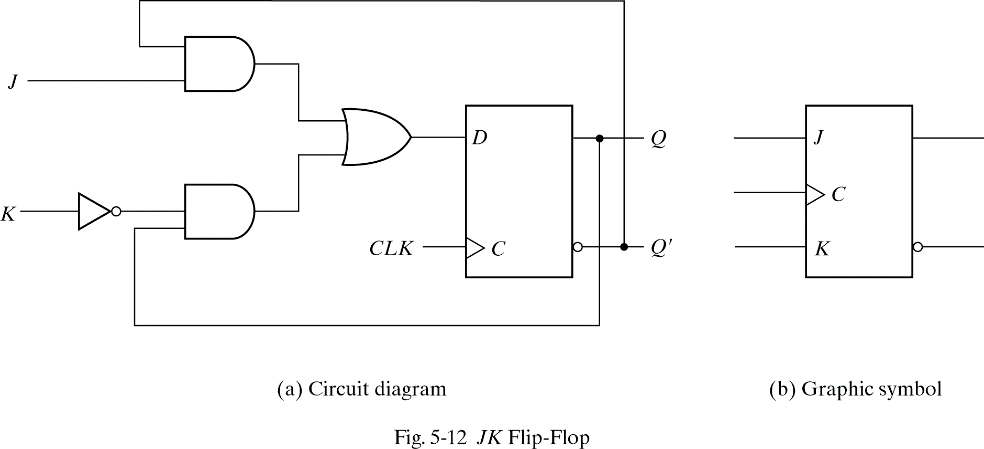 J
K
D
Q
CLK
C
Q′
J
C
K
(a) Circuit diagram
(b) Graphic symbol
Fig. 5-12 JK Flip-Flop